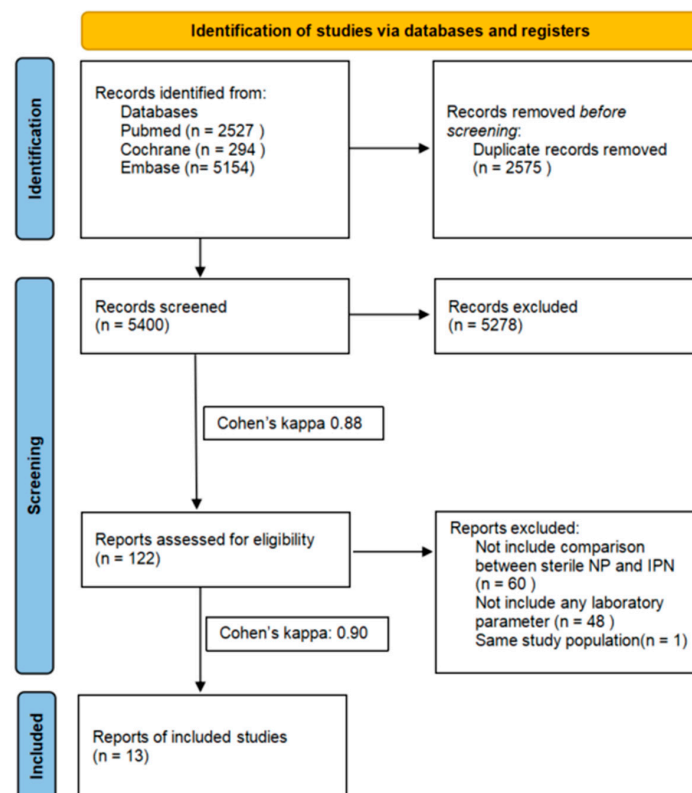 Identification of studies via databases and registers
Identification
Records identified from:
Databases
Pubmed (n = 2527 )
Cochrane (n = 294 )
Embase (n= 5154)
Records removed before
screening:
Duplicate records removed
(n = 2575 )
Screening
Records screened
(n = 5400)
Records excluded
(n = 5278)
Cohen's kappa 0.88
Reports assessed for eligibility
(n = 122)
Reports excluded:
Not include comparison
between sterile NP and IPN
(n = 60 )
Not include any laboratory
parameter (n = 48 )
Same study population(n = 1)
Cohen's kappa: 0.90
Included
Reports of included studies
(n = 13)